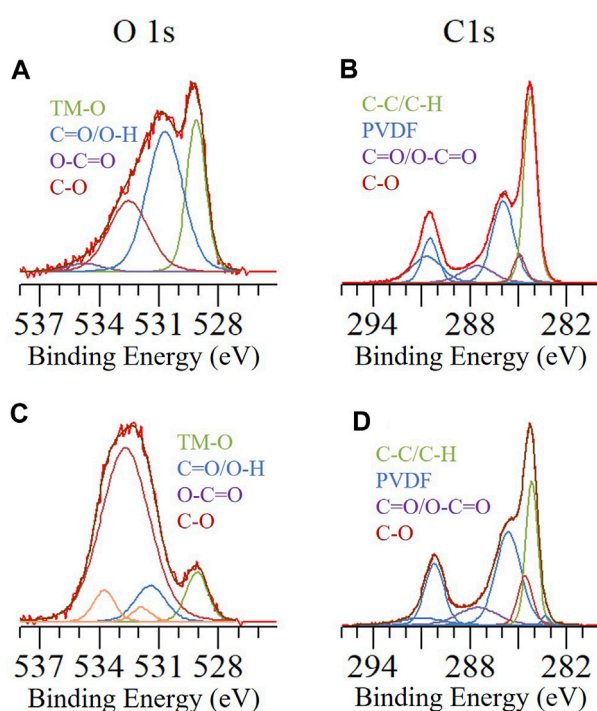 O 1s
C1s
A
TM-O
C=O/O-H
O-C=O
C-O
537 534 531 528
Binding Energy (eV)
B
C-C/C-H
PVDF
C=O/O-C=O
C-O
294 288 282
Binding Energy (eV)
C
TM-O
C=O/O-H
O-C=O
C-O
537 534 531 528
Binding Energy (eV)
D
C-C/C-H
PVDF
C=O/O-C=O
C-O
294 288 282
Binding Energy (eV)